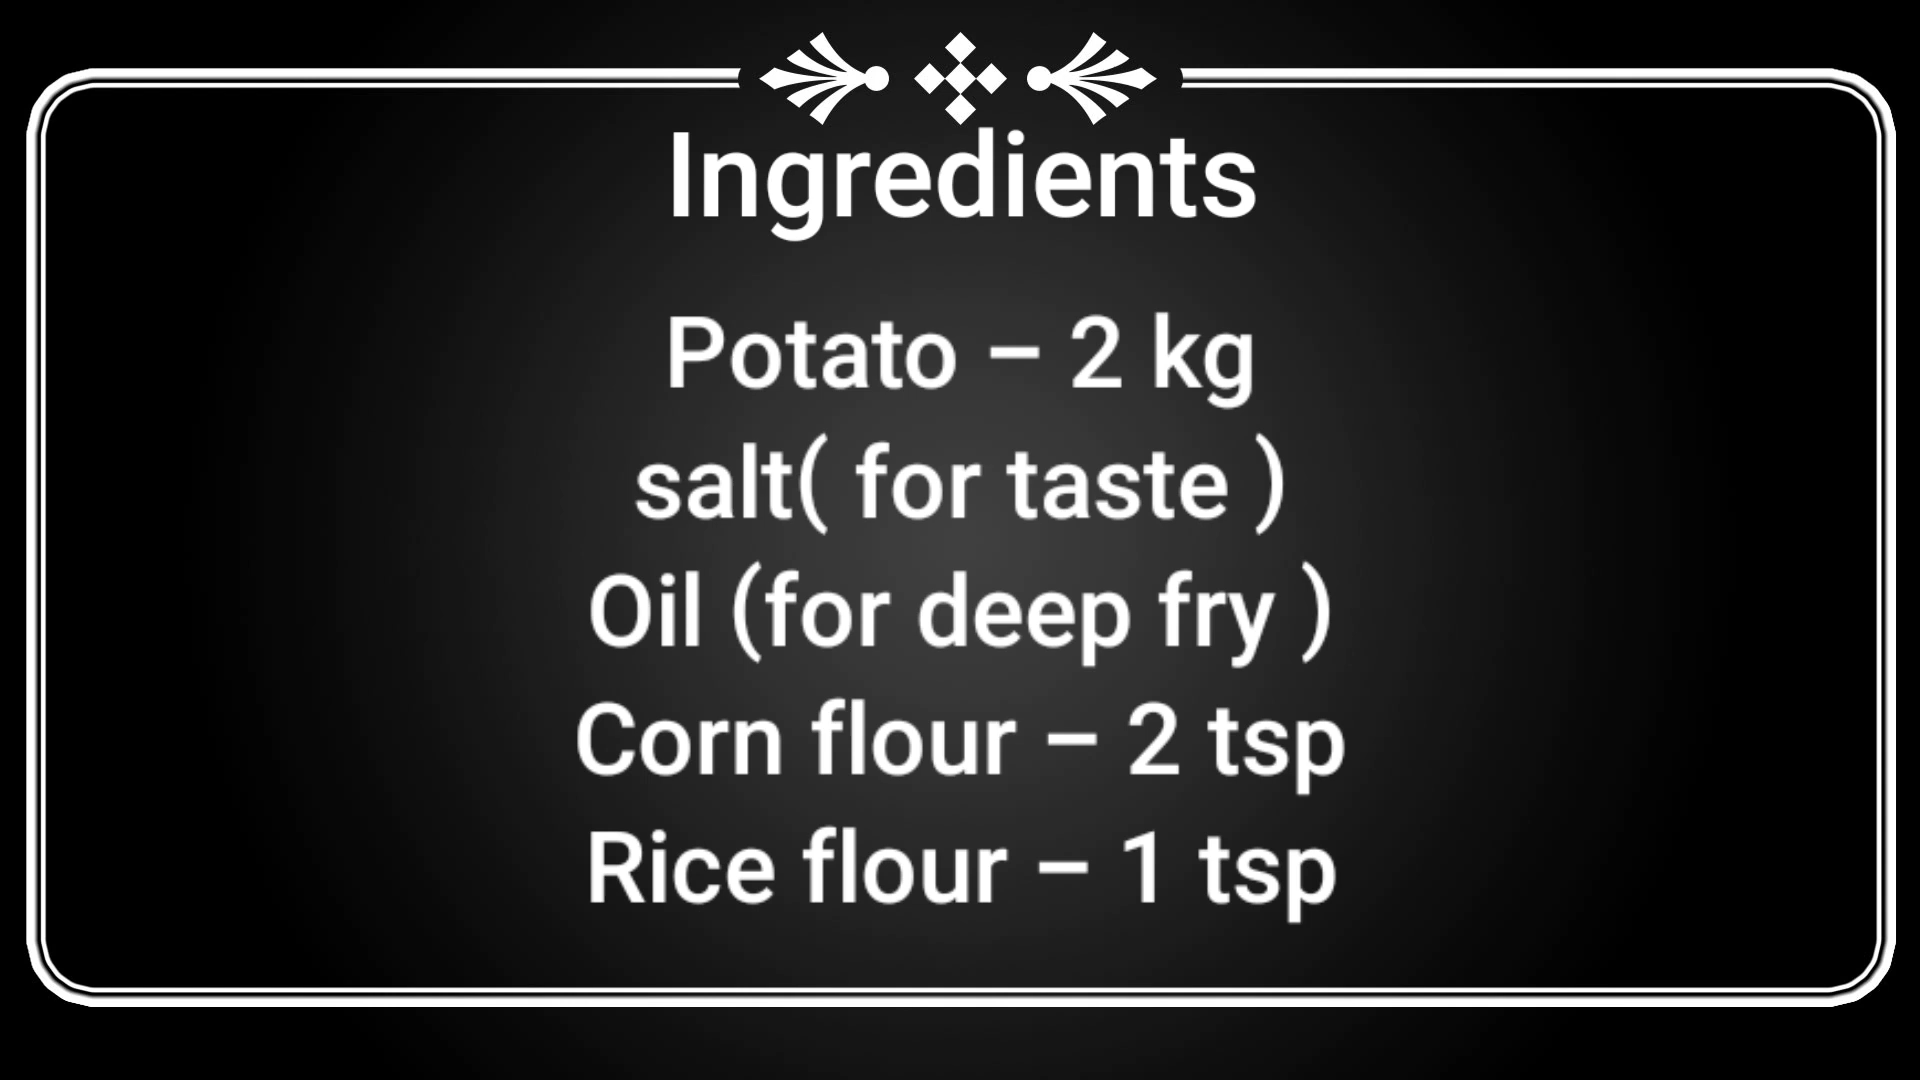 Ingredients
Potato – 2 kg
salt( for taste )
Oil (for deep fry )
Corn flour – 2 tsp
Rice flour – 1 tsp